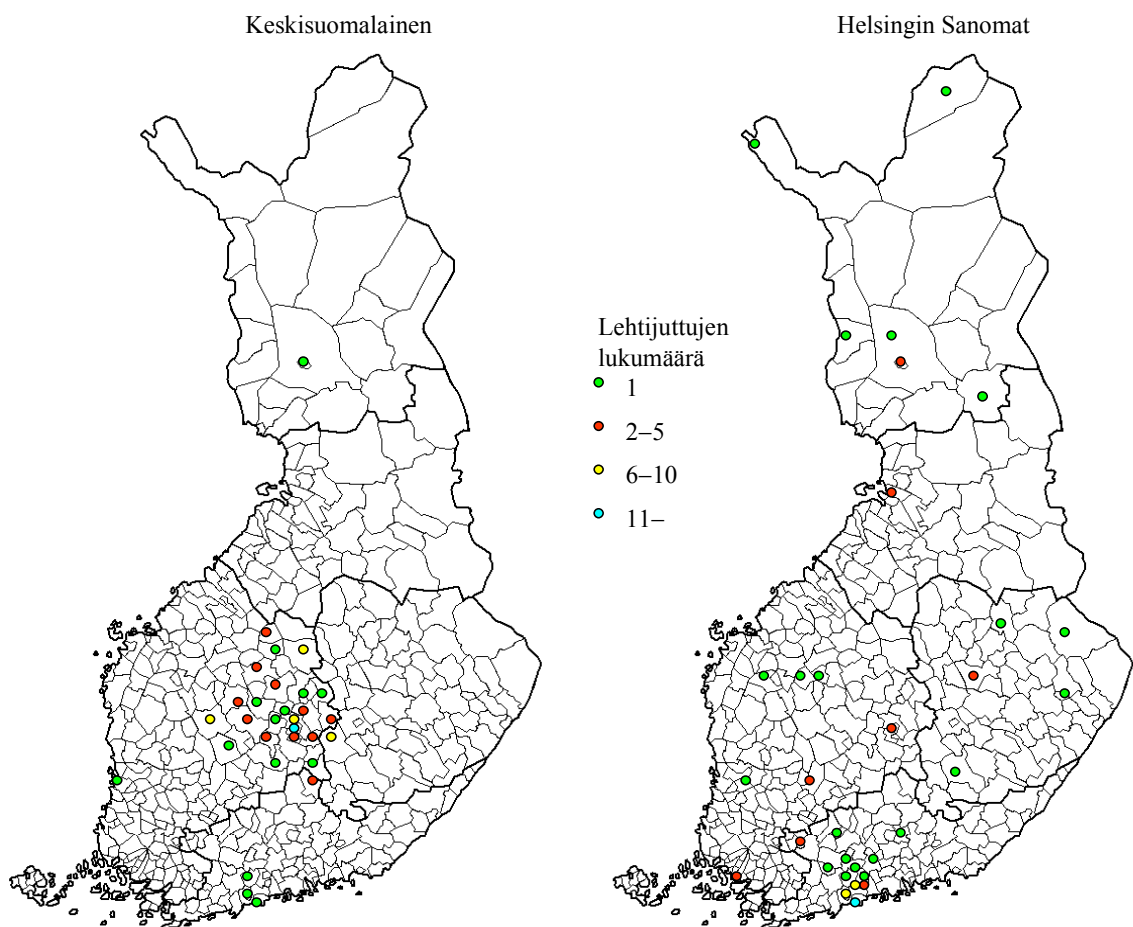 Keskisuomalainen
Helsingin Sanomat
Lehtijuttujen
lukumäärä
1
2–5
6–10
11–